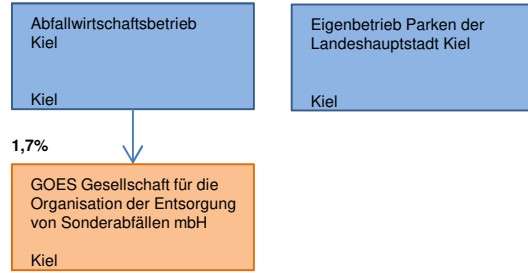 Abfallwirtschaftsbetrieb
Kiel
Kiel
Eigenbetrieb Parken der
Landeshauptstadt Kiel
Kiel
1,7%
GOES Gesellschaft für die
Organisation der Entsorgung
von Sonderabfällen mbH
Kiel